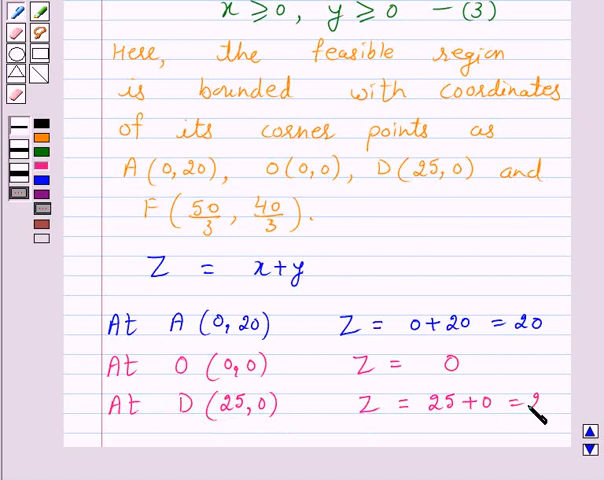 x ⩾ 0, y ⩾ 0 — (3)
Here, the feasible region
is bounded with coordinates
of its corner points as
A (0, 20), O (0, 0), D (25, 0) and
F (50/3, 40/3).
Z = x+y
At A (0, 20) Z = 0+20 = 20
At O (0, 0) Z = 0
At D (25, 0) Z = 25+0 = 2